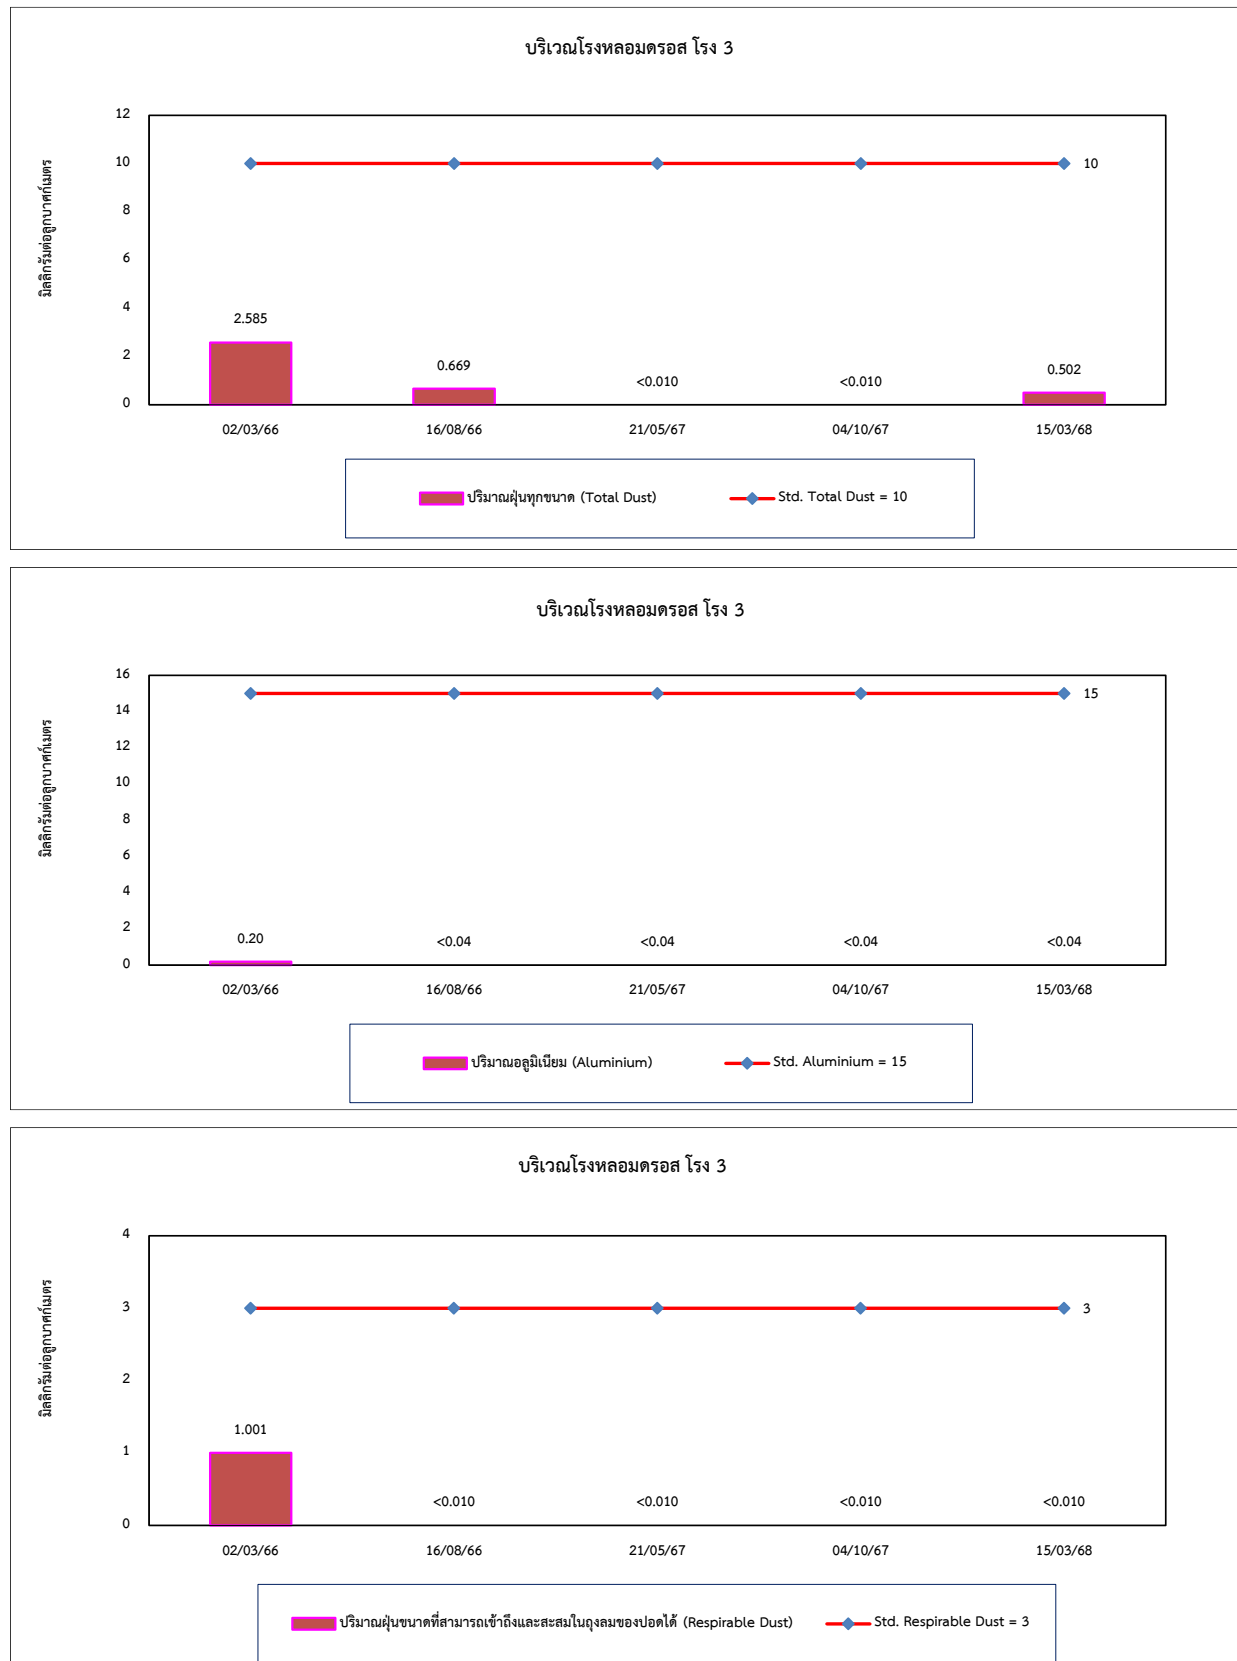 บริเวณโรงหลอมดรอส โรง 3
มิลลิกรัมต่อลูกบาศก์เมตร
12
10
8
6
4
2
0
10
2.585
0.669
<0.010
<0.010
0.502
02/03/66 16/08/66 21/05/67 04/10/67 15/03/68
ปริมาณฝุ่นทุกขนาด (Total Dust) Std. Total Dust = 10
บริเวณโรงหลอมดรอส โรง 3
มิลลิกรัมต่อลูกบาศก์เมตร
16
14
12
10
8
6
4
2
0
15
0.20 <0.04 <0.04 <0.04 <0.04
02/03/66 16/08/66 21/05/67 04/10/67 15/03/68
ปริมาณอลูมิเนียม (Aluminium) Std. Aluminium = 15
บริเวณโรงหลอมดรอส โรง 3
มิลลิกรัมต่อลูกบาศก์เมตร
4
3
2
1
0
3
1.001
<0.010 <0.010 <0.010 <0.010
02/03/66 16/08/66 21/05/67 04/10/67 15/03/68
ปริมาณฝุ่นขนาดที่สามารถเข้าถึงและสะสมในถุงลมของปอดได้ (Respirable Dust) Std. Respirable Dust = 3